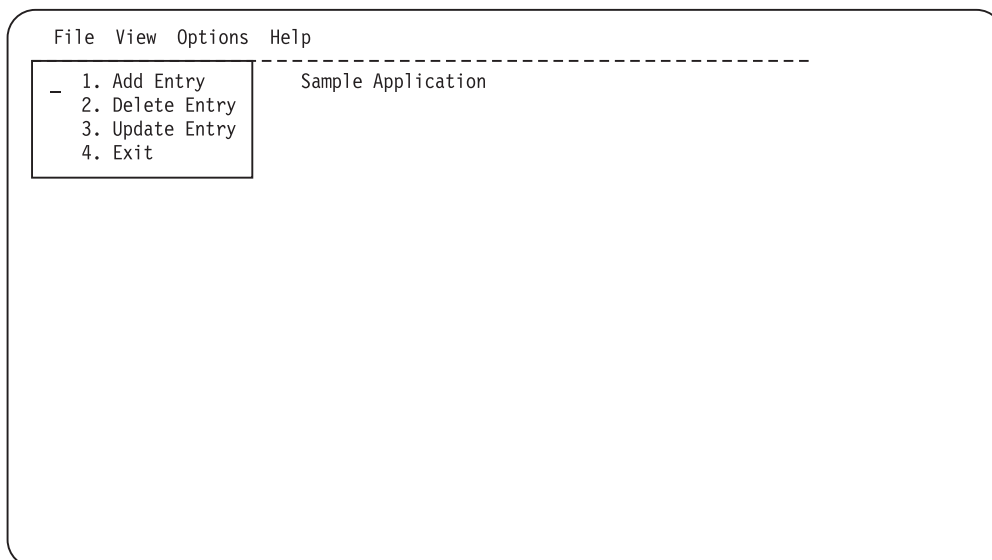 File View Options Help
_ 1. Add Entry Sample Application
2. Delete Entry
3. Update Entry
4. Exit